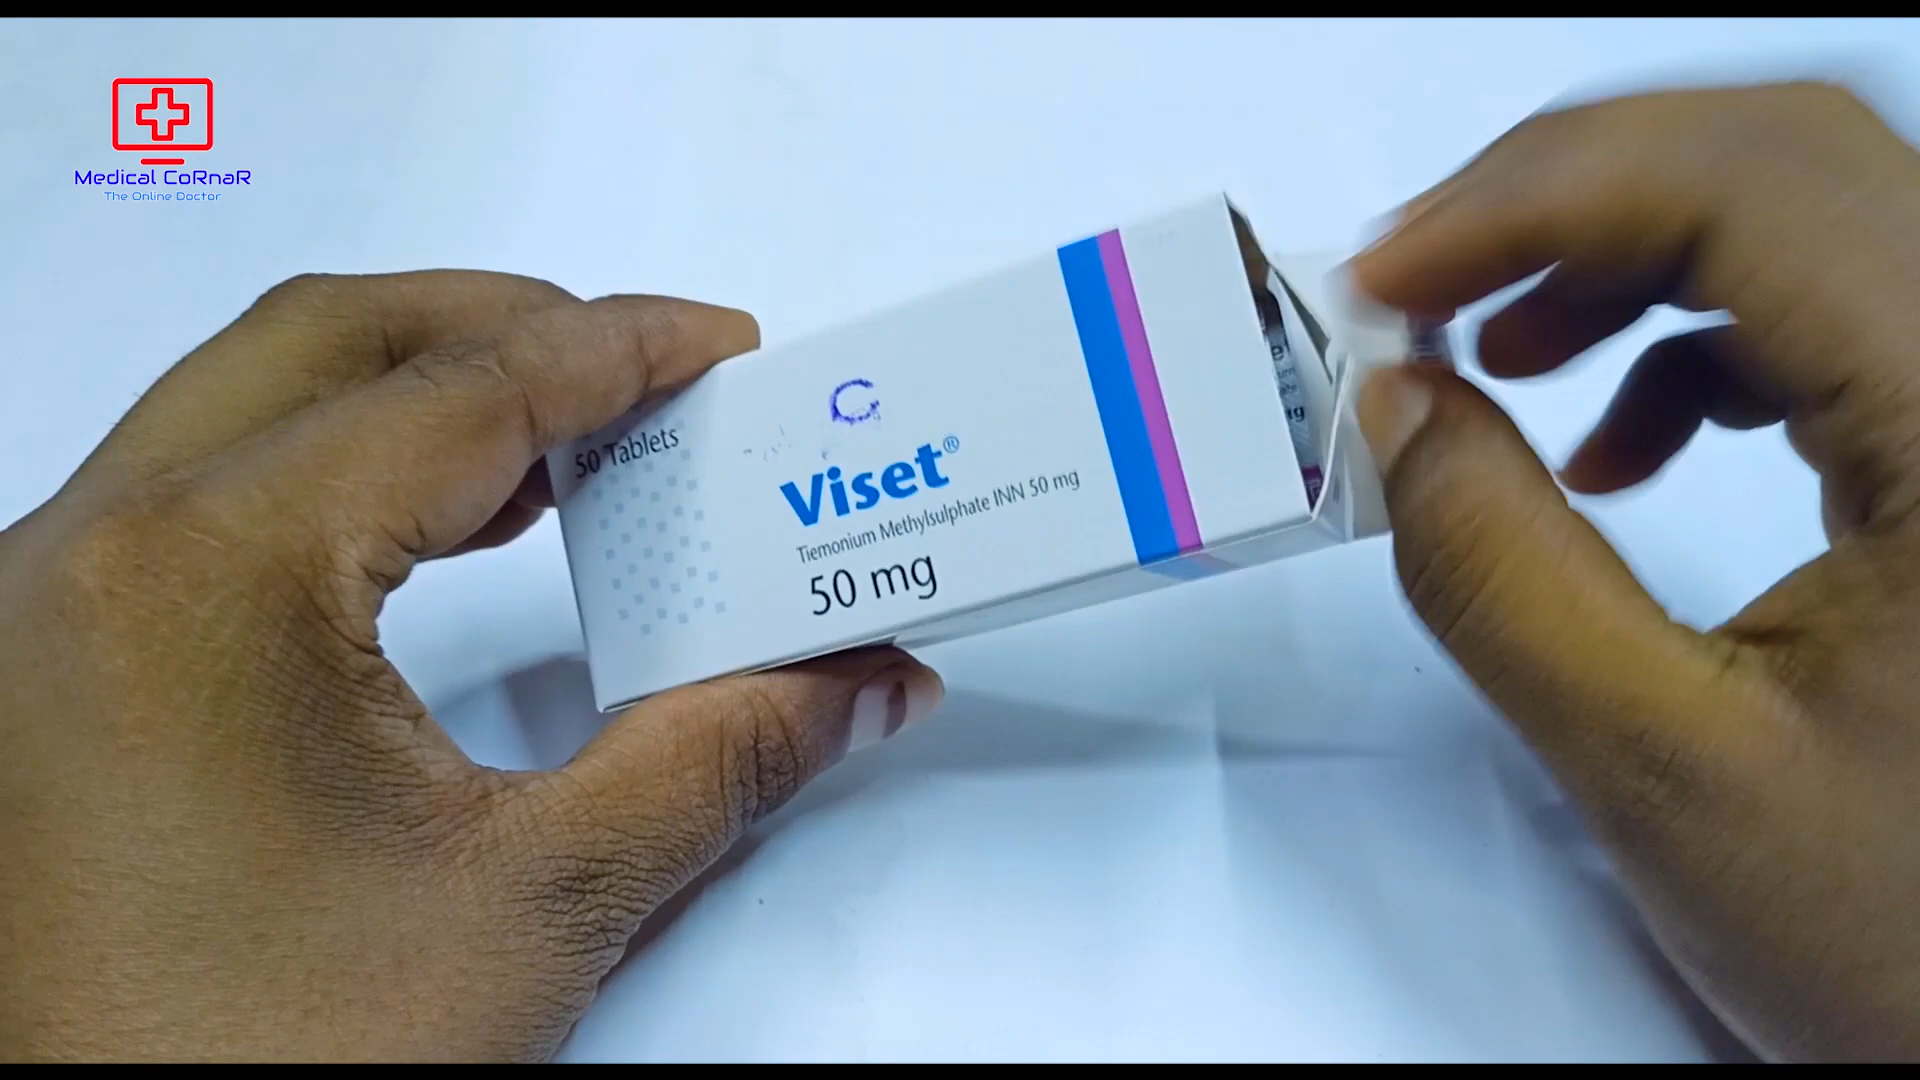 Medical CoRnaR
The Online Doctor
50 Tablets
Viset®
Tiemonium Methylsulphate INN 50 mg
50 mg